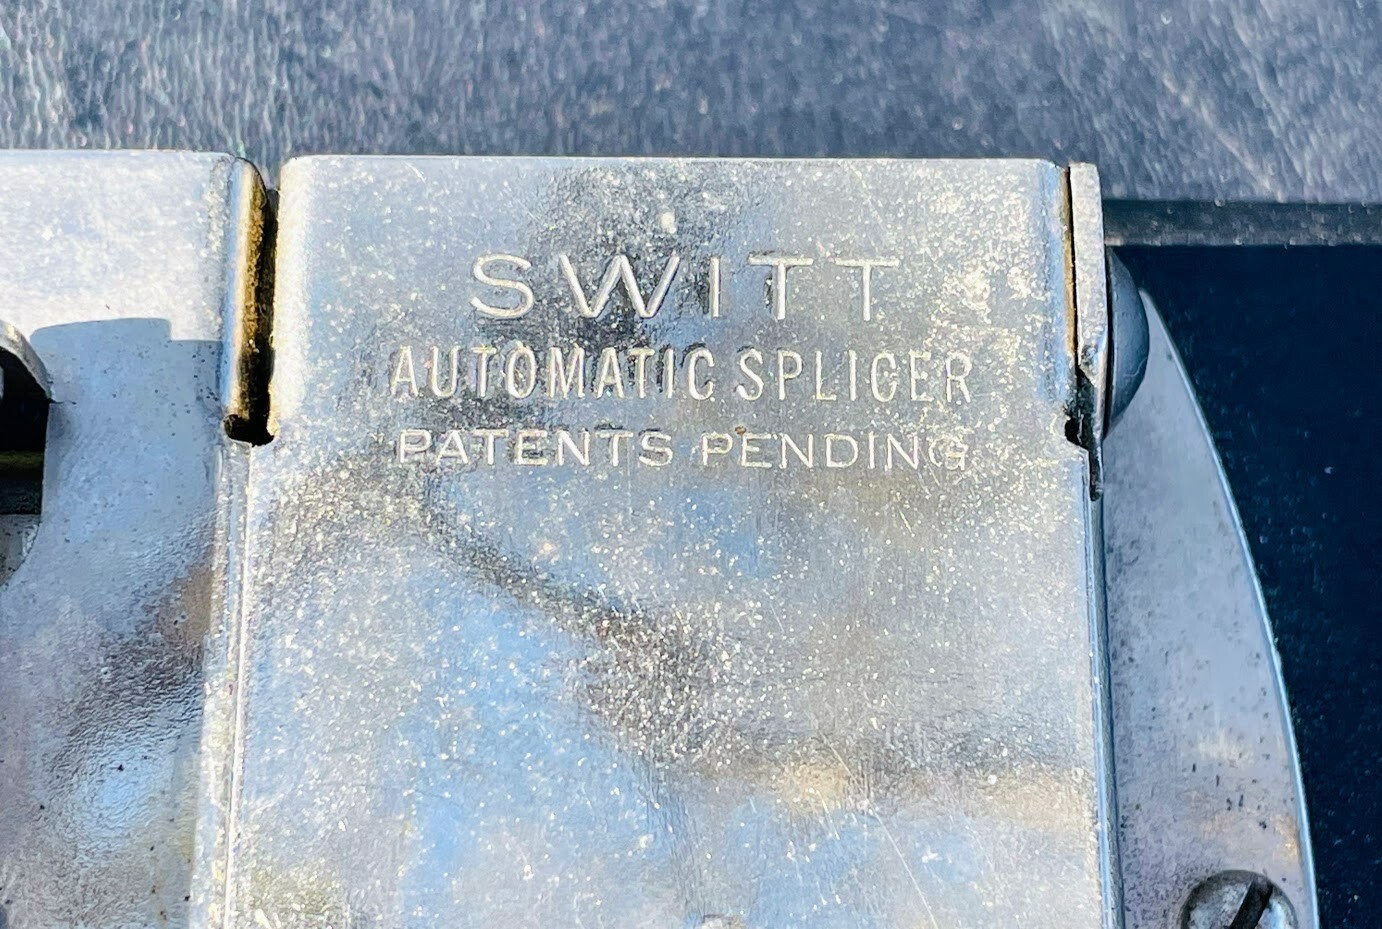 SWITT
AUTOMATIC SPLICER
PATENTS PENDING